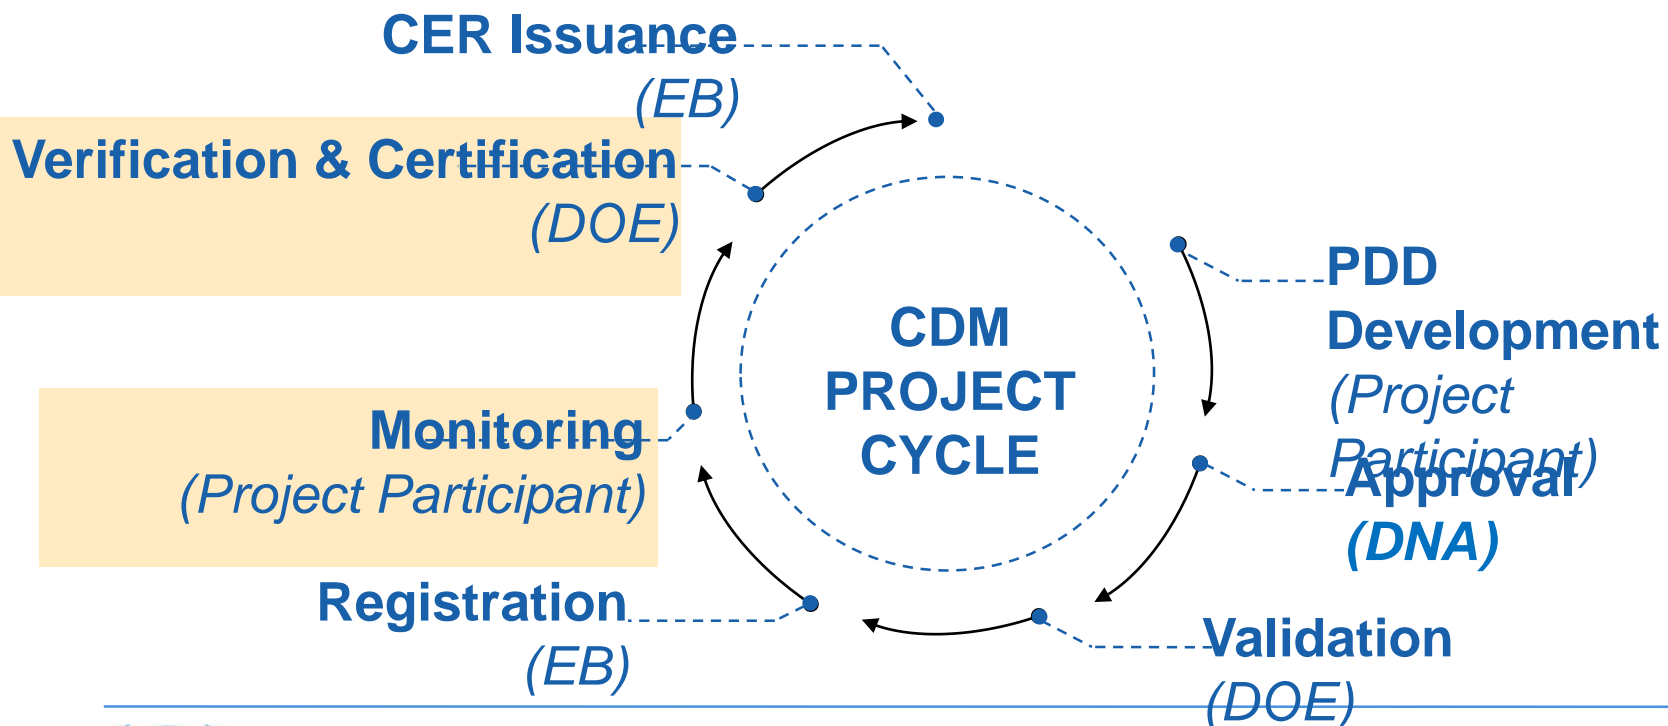 CER Issuance
(EB)
Verification & Certification
(DOE)
PDD
Development
(Project
Participant)
CDM
PROJECT
CYCLE
Monitoring
(Project Participant)
Approval
(DNA)
Registration
(EB)
Validation
(DOE)